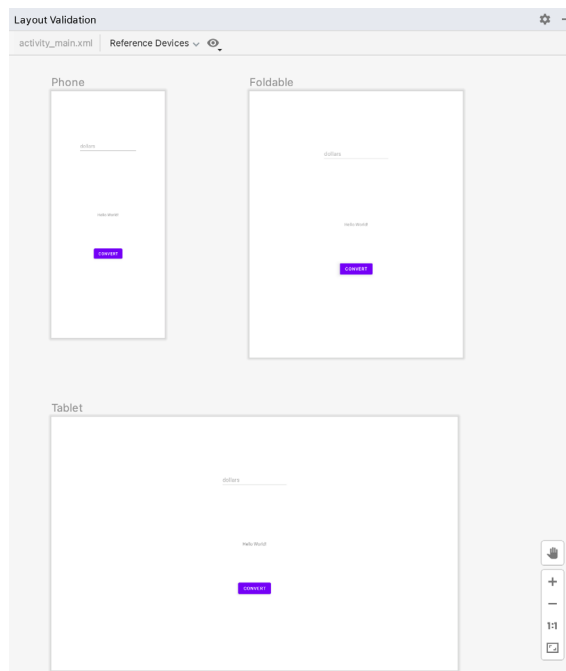 Layout Validation
activity_main.xml Reference Devices
Phone
dollars
Hello World!
CONVERT
Foldable
dollars
Hello World!
CONVERT
Tablet
dollars
Hello World!
CONVERT
1:1